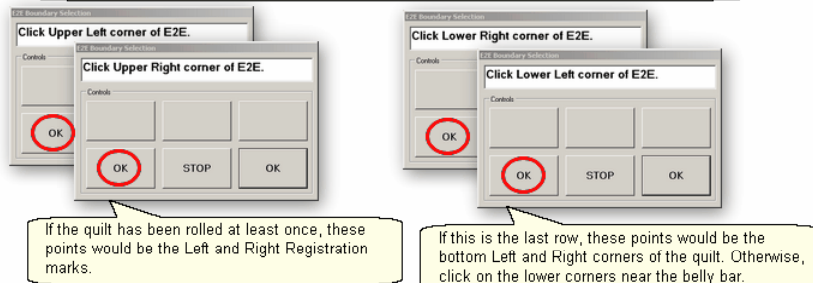 E2E Boundary Selection
Click Upper Left corner of E2E.
Controls
OK
E2E Boundary Selection
Click Upper Right corner of E2E.
Controls
OK
STOP
OK
If the quilt has been rolled at least once, these
points would be the Left and Right Registration
marks.
E2E Boundary Selection
Click Lower Right corner of E2E.
Controls
OK
E2E Boundary Selection
Click Lower Left corner of E2E.
Controls
OK
STOP
OK
If this is the last row, these points would be the
bottom Left and Right corners of the quilt. Otherwise,
click on the lower corners near the belly bar.